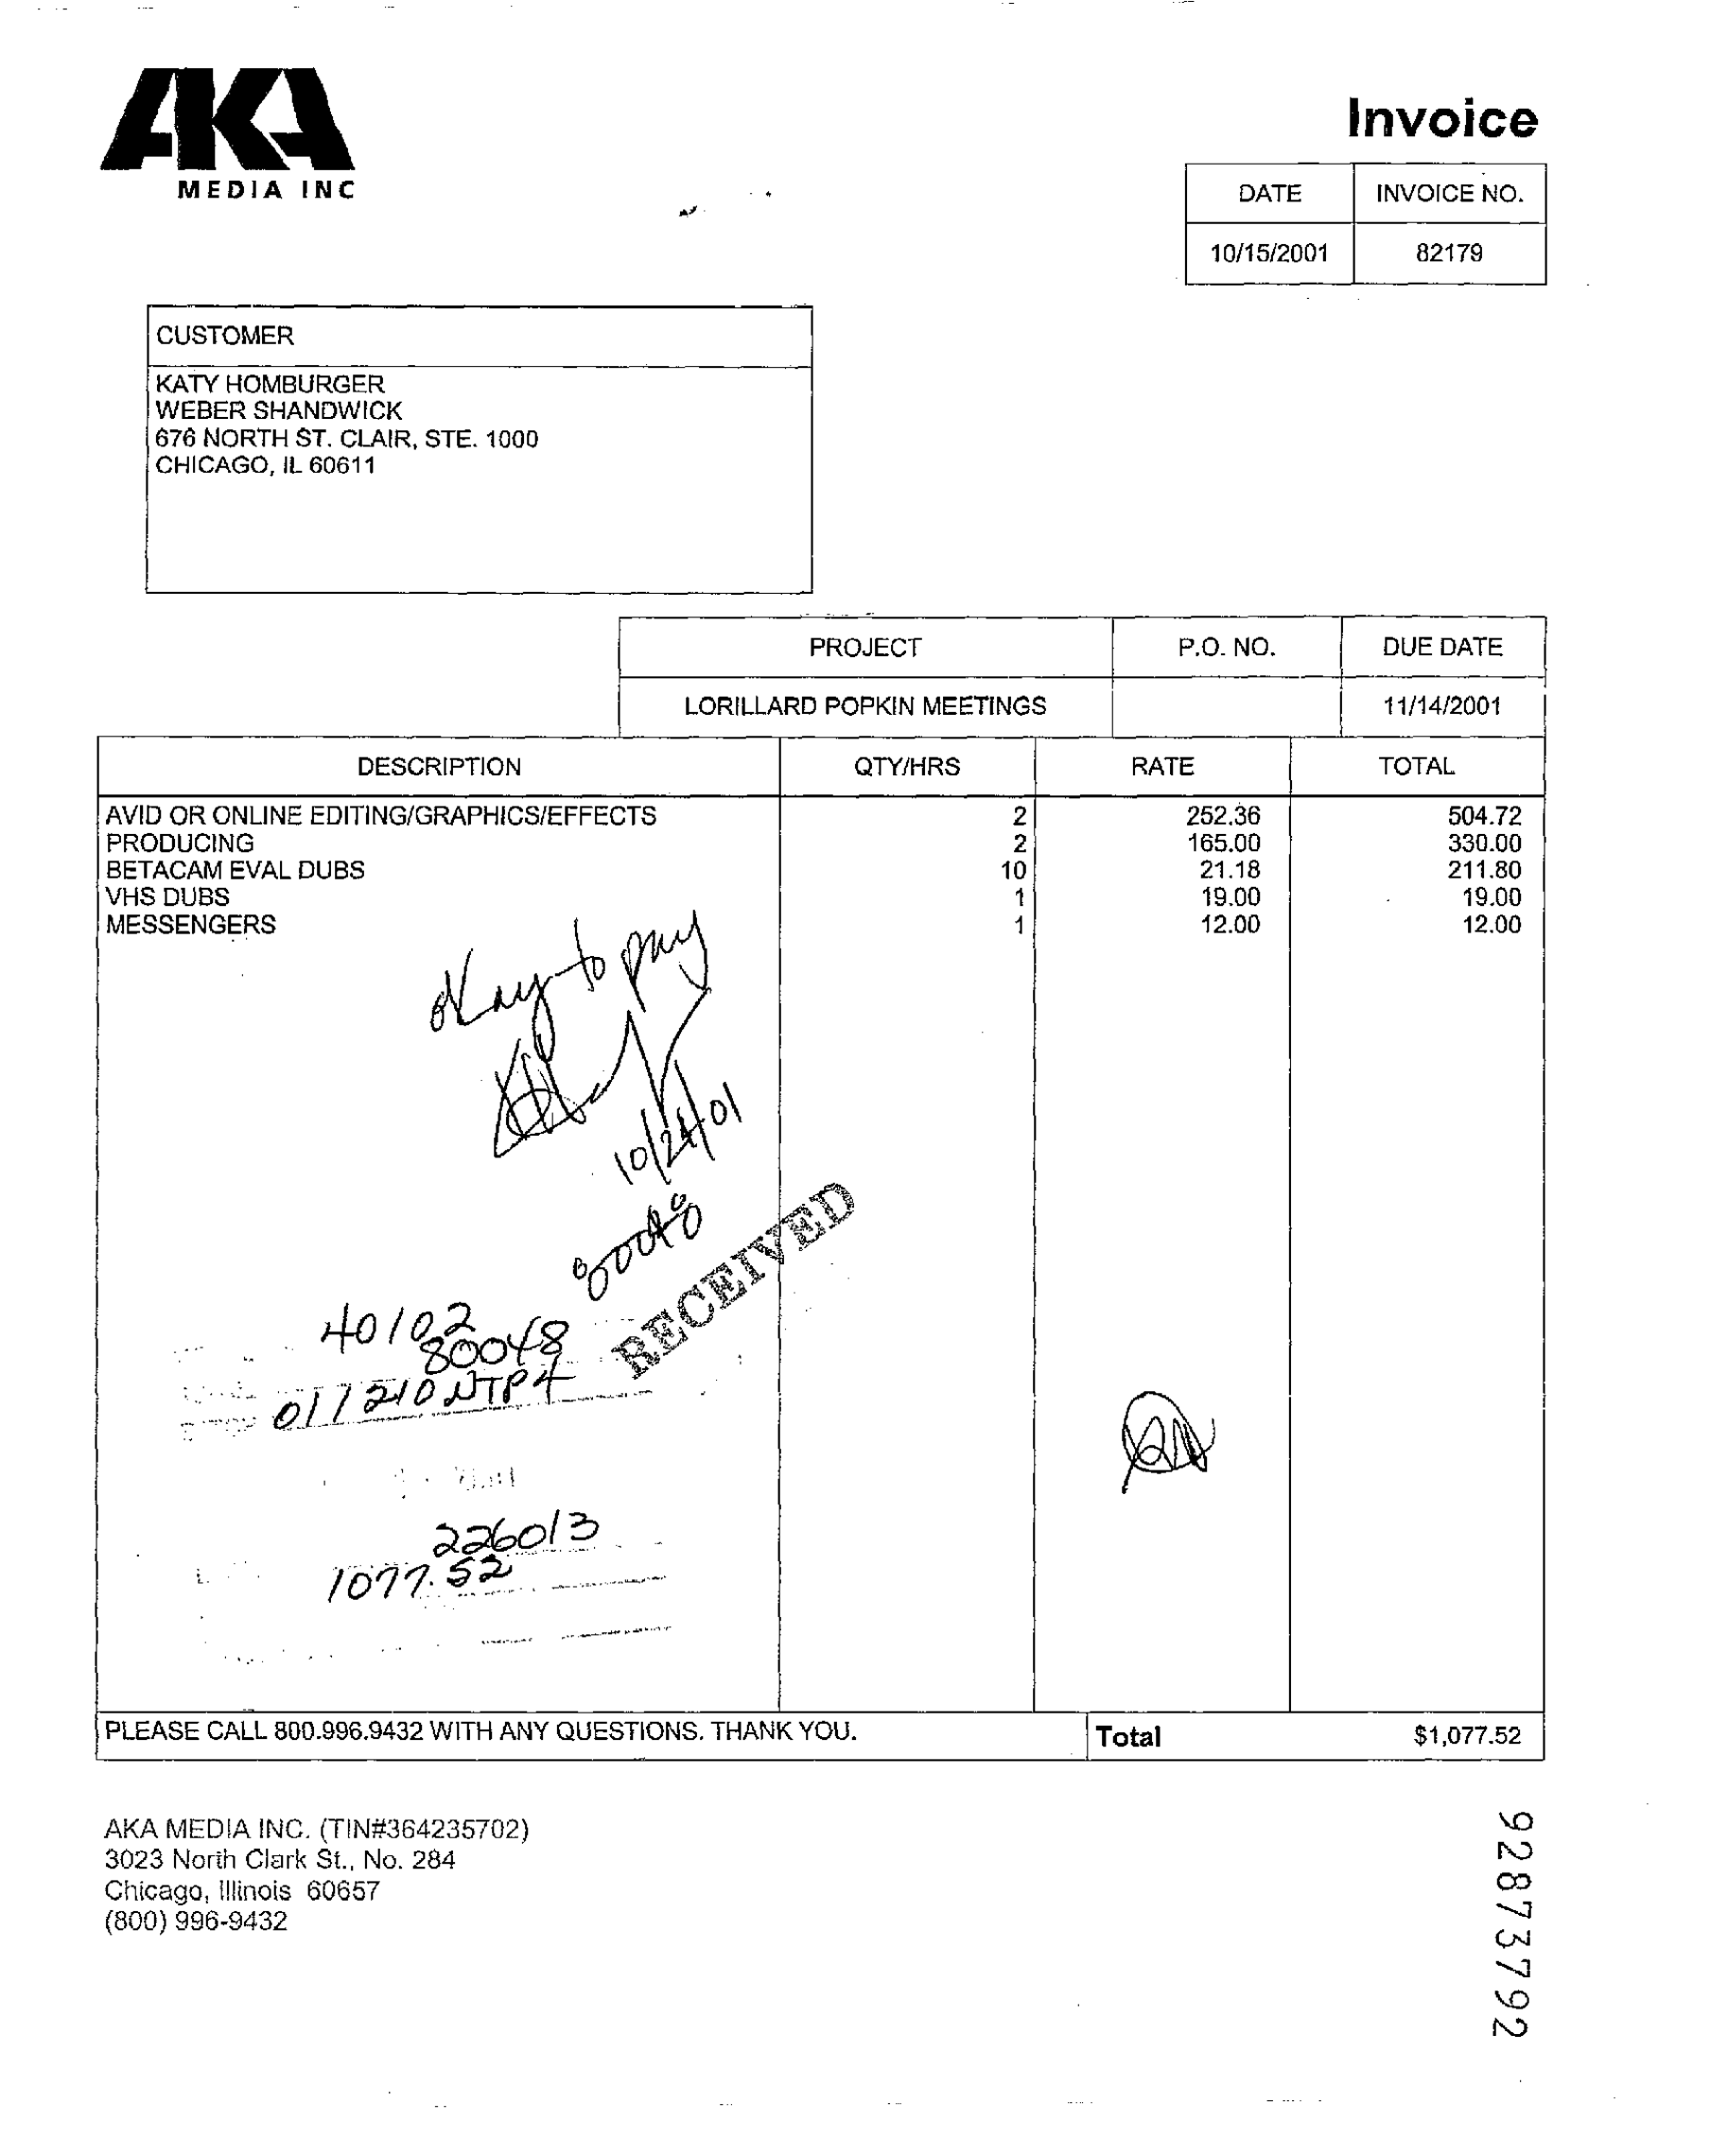 AKA
MEDIA INC
Invoice
DATE INVOICE NO.
10/15/2001 82179
CUSTOMER
KATY HOMBURGER
WEBER SHANDWICK
676 NORTH ST. CLAIR, STE. 1000
CHICAGO, IL 60611
PROJECT P.O. NO. DUE DATE
LORILLARD POPKIN MEETINGS 11/14/2001
DESCRIPTION QTY/HRS RATE TOTAL
AVID OR ONLINE EDITING/GRAPHICS/EFFECTS 2 252.36 504.72
PRODUCING 2 165.00 330.00
BETACAM EVAL DUBS 10 21.18 211.80
VHS DUBS 1 19.00 19.00
MESSENGERS 1 12.00 12.00
okay to pay
10/24/01
80048
RECEIVED
40102
80048
011210NTP4
226013
1077.52
PLEASE CALL 800.996.9432 WITH ANY QUESTIONS. THANK YOU. Total $1,077.52
AKA MEDIA INC. (TIN#364235702)
3023 North Clark St., No. 284
Chicago, Illinois 60657
(800) 996-9432
92873792